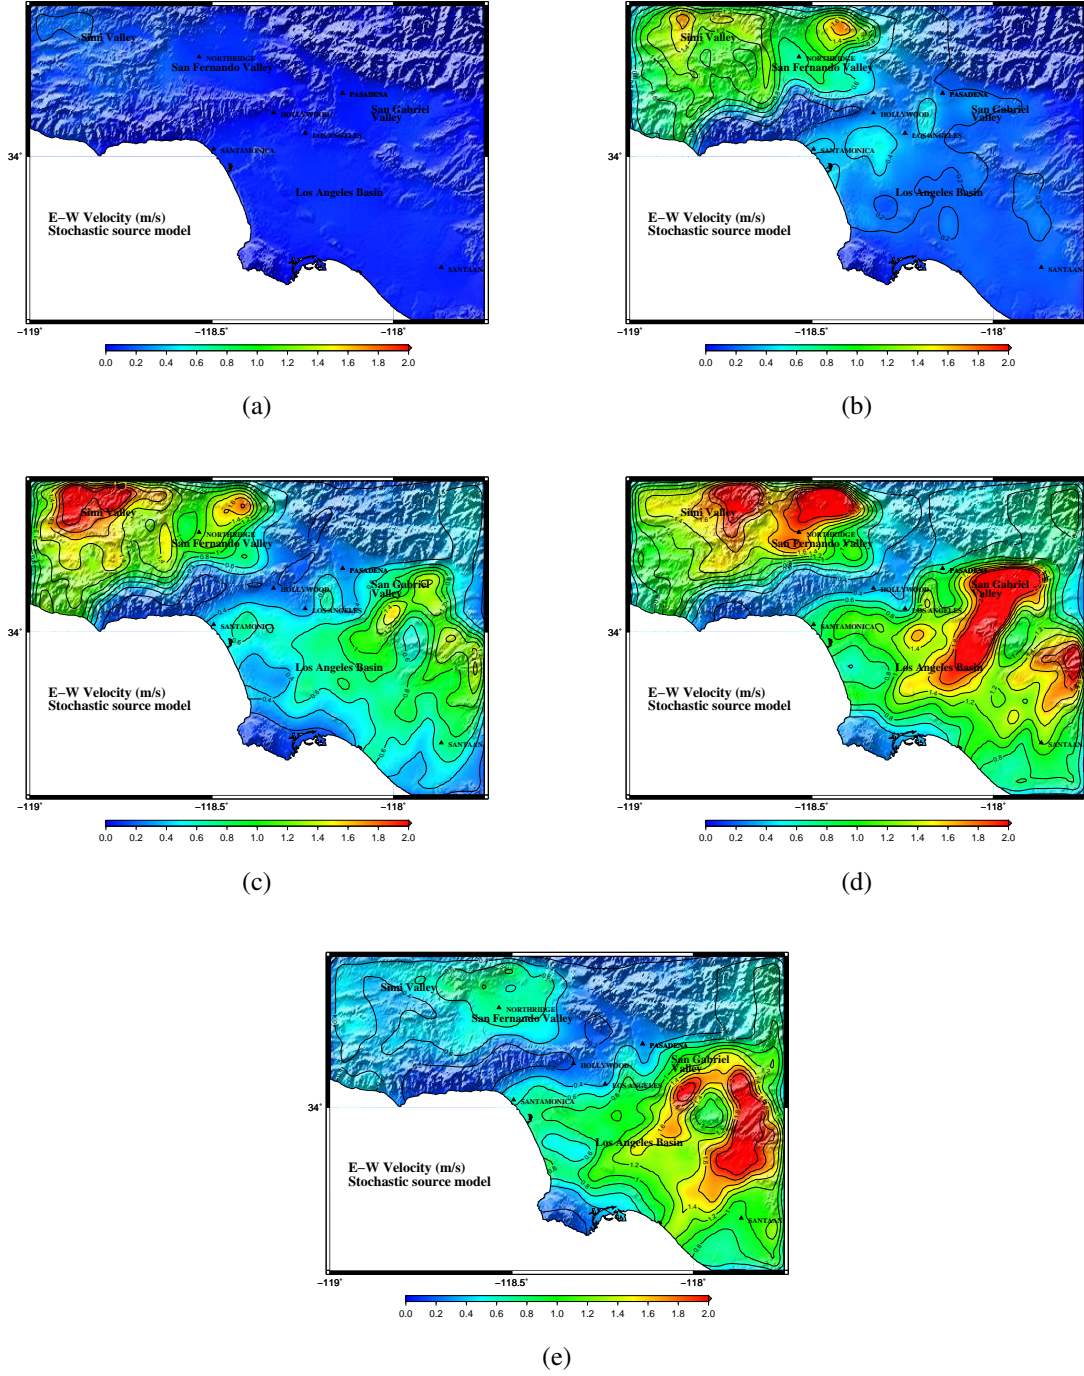 Simi Valley
NORTHRIDGE
San Fernando Valley
PASADENA
San Gabriel
Valley
HOLLYWOOD
LOS ANGELES
SANTAMONICA
34°
Los Angeles Basin
E-W Velocity (m/s)
Stochastic source model
SANTAAN
-119° -118.5° -118°
0.0 0.2 0.4 0.6 0.8 1.0 1.2 1.4 1.6 1.8 2.0
(a)
Simi Valley
NORTHRIDGE
San Fernando Valley
PASADENA
San Gabriel
Valley
HOLLYWOOD
LOS ANGELES
SANTAMONICA
34°
Los Angeles Basin
E-W Velocity (m/s)
Stochastic source model
SANTAAN
-119° -118.5° -118°
0.0 0.2 0.4 0.6 0.8 1.0 1.2 1.4 1.6 1.8 2.0
(b)
Simi Valley
NORTHRIDGE
San Fernando Valley
PASADENA
San Gabriel
Valley
HOLLYWOOD
LOS ANGELES
SANTAMONICA
34°
Los Angeles Basin
E-W Velocity (m/s)
Stochastic source model
SANTAAN
-119° -118.5° -118°
0.0 0.2 0.4 0.6 0.8 1.0 1.2 1.4 1.6 1.8 2.0
(c)
Simi Valley
NORTHRIDGE
San Fernando Valley
PASADENA
San Gabriel
Valley
HOLLYWOOD
LOS ANGELES
SANTAMONICA
34°
Los Angeles Basin
E-W Velocity (m/s)
Stochastic source model
SANTAAN
-119° -118.5° -118°
0.0 0.2 0.4 0.6 0.8 1.0 1.2 1.4 1.6 1.8 2.0
(d)
Simi Valley
NORTHRIDGE
San Fernando Valley
PASADENA
San Gabriel
Valley
HOLLYWOOD
LOS ANGELES
SANTAMONICA
34°
Los Angeles Basin
E-W Velocity (m/s)
Stochastic source model
SANTAAN
-119° -118.5° -118°
0.0 0.2 0.4 0.6 0.8 1.0 1.2 1.4 1.6 1.8 2.0
(e)